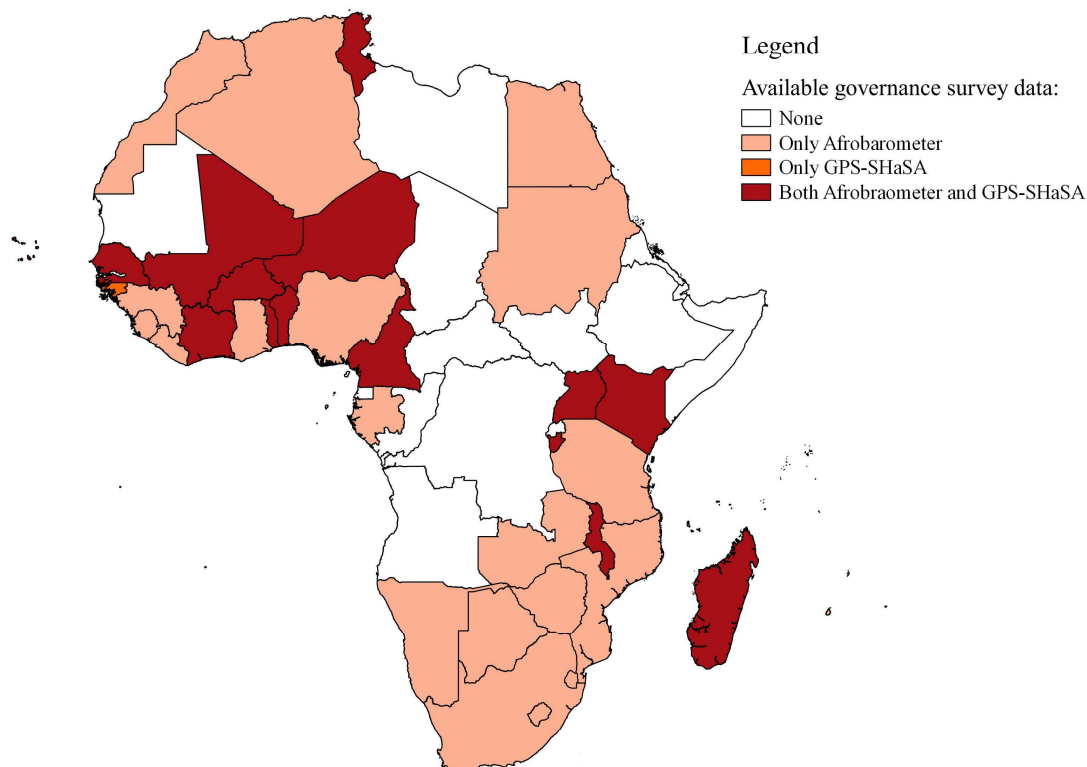 Legend
Available governance survey data:
None
Only Afrobarometer
Only GPS-SHaSA
Both Afrobraometer and GPS-SHaSA